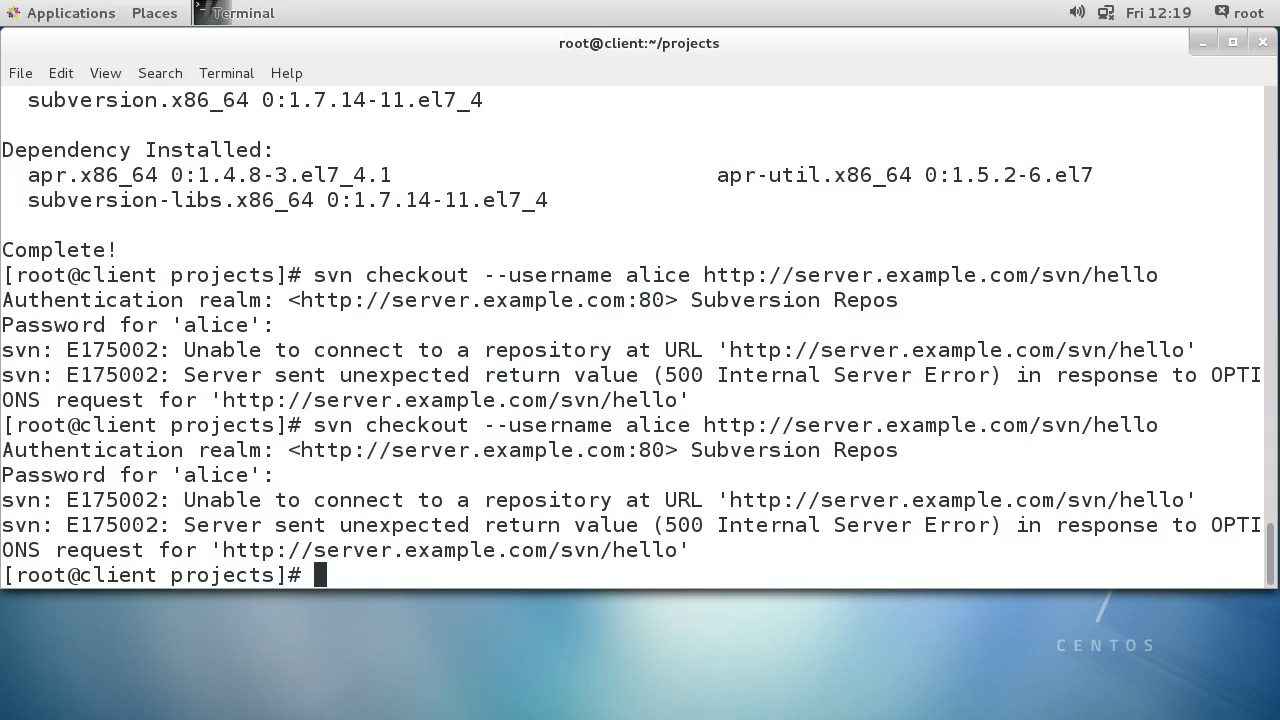 Applications Places Terminal Fri 12:19 root
root@client:~/projects
File Edit View Search Terminal Help
subversion.x86_64 0:1.7.14-11.el7_4
Dependency Installed:
apr.x86_64 0:1.4.8-3.el7_4.1 apr-util.x86_64 0:1.5.2-6.el7
subversion-libs.x86_64 0:1.7.14-11.el7_4
Complete!
[root@client projects]# svn checkout --username alice http://server.example.com/svn/hello
Authentication realm: <http://server.example.com:80> Subversion Repos
Password for 'alice':
svn: E175002: Unable to connect to a repository at URL 'http://server.example.com/svn/hello'
svn: E175002: Server sent unexpected return value (500 Internal Server Error) in response to OPTI
ONS request for 'http://server.example.com/svn/hello'
[root@client projects]# svn checkout --username alice http://server.example.com/svn/hello
Authentication realm: <http://server.example.com:80> Subversion Repos
Password for 'alice':
svn: E175002: Unable to connect to a repository at URL 'http://server.example.com/svn/hello'
svn: E175002: Server sent unexpected return value (500 Internal Server Error) in response to OPTI
ONS request for 'http://server.example.com/svn/hello'
[root@client projects]#
CENTOS